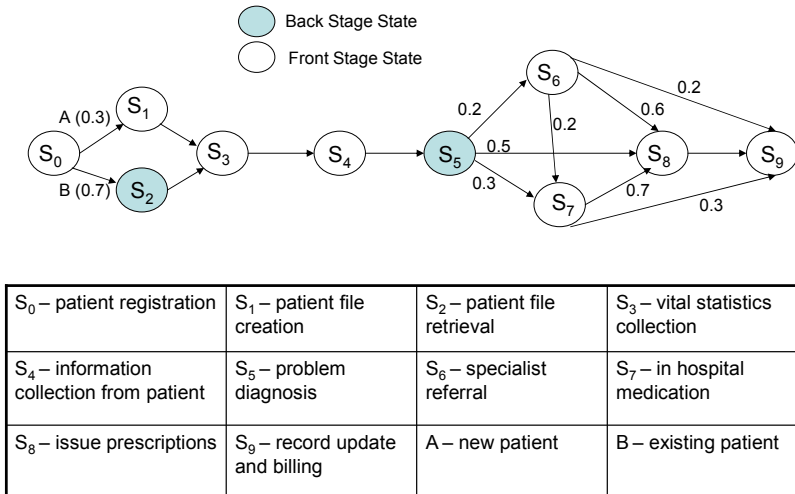 Back Stage State
Front Stage State
S0
A (0.3)
B (0.7)
S1
S2
S3
S4
S5
0.2
0.5
0.3
S6
0.2
0.6
0.2
S7
0.7
0.3
S8
S9
S0 – patient registration
S1 – patient file
creation
S2 – patient file
retrieval
S3 – vital statistics
collection
S4 – information
collection from patient
S5 – problem
diagnosis
S6 – specialist
referral
S7 – in hospital
medication
S8 – issue prescriptions
S9 – record update
and billing
A – new patient
B – existing patient